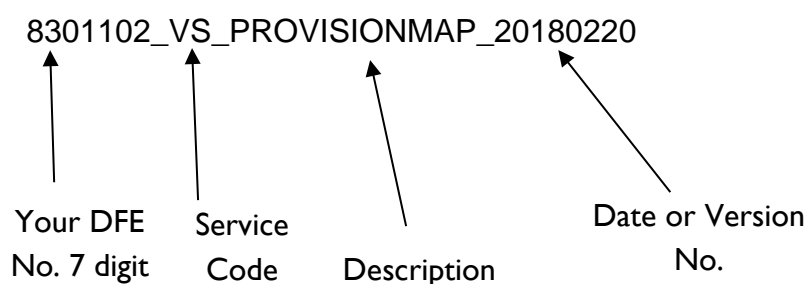 8301102_VS_PROVISIONMAP_20180220
Your DFE
No. 7 digit
Service
Code
Description
Date or Version
No.